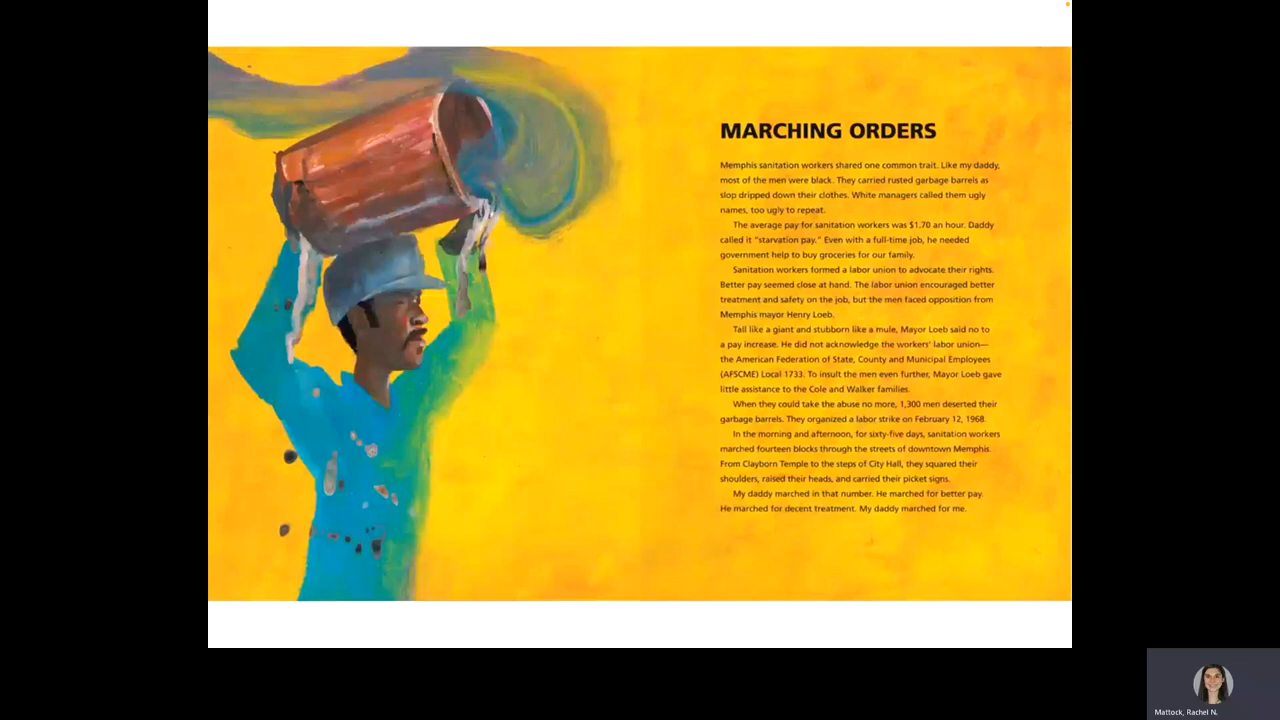 MARCHING ORDERS
Memphis sanitation workers shared one common trait. Like my daddy,
most of the men were black. They carried rusted garbage barrels as
slop dripped down their clothes. White managers called them ugly
names, too ugly to repeat.
The average pay for sanitation workers was $1.70 an hour. Daddy
called it "starvation pay." Even with a full-time job, he needed
government help to buy groceries for our family.
Sanitation workers formed a labor union to advocate their rights.
Better pay seemed close at hand. The labor union encouraged better
treatment and safety on the job, but the men faced opposition from
Memphis mayor Henry Loeb.
Tall like a giant and stubborn like a mule, Mayor Loeb said no to
a pay increase. He did not acknowledge the workers' labor union—
the American Federation of State, County and Municipal Employees
(AFSCME) Local 1733. To insult the men even further, Mayor Loeb gave
little assistance to the Cole and Walker families.
When they could take the abuse no more, 1,300 men deserted their
garbage barrels. They organized a labor strike on February 12, 1968.
In the morning and afternoon, for sixty-five days, sanitation workers
marched fourteen blocks through the streets of downtown Memphis.
From Clayborn Temple to the steps of City Hall, they squared their
shoulders, raised their heads, and carried their picket signs.
My daddy marched in that number. He marched for better pay.
He marched for decent treatment. My daddy marched for me.
Mattock, Rachel N.